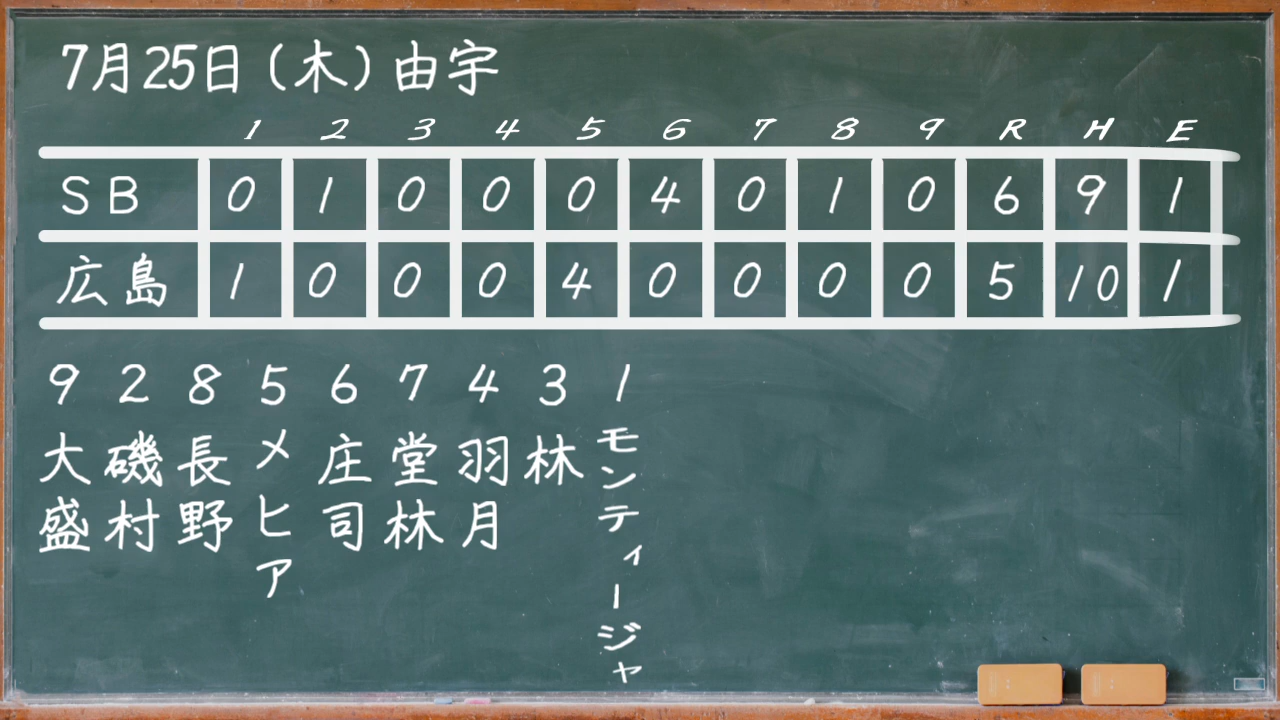 7月25日（木）由宇
1 2 3 4 5 6 7 8 9 R H E
SB 0 1 0 0 0 4 0 1 0 6 9 1
広島 1 0 0 0 4 0 0 0 0 5 10 1
9 2 8 5 6 7 4 3 1
大盛 磯村 長野 メヒア 庄司 堂林 羽月 林 モンティージャ